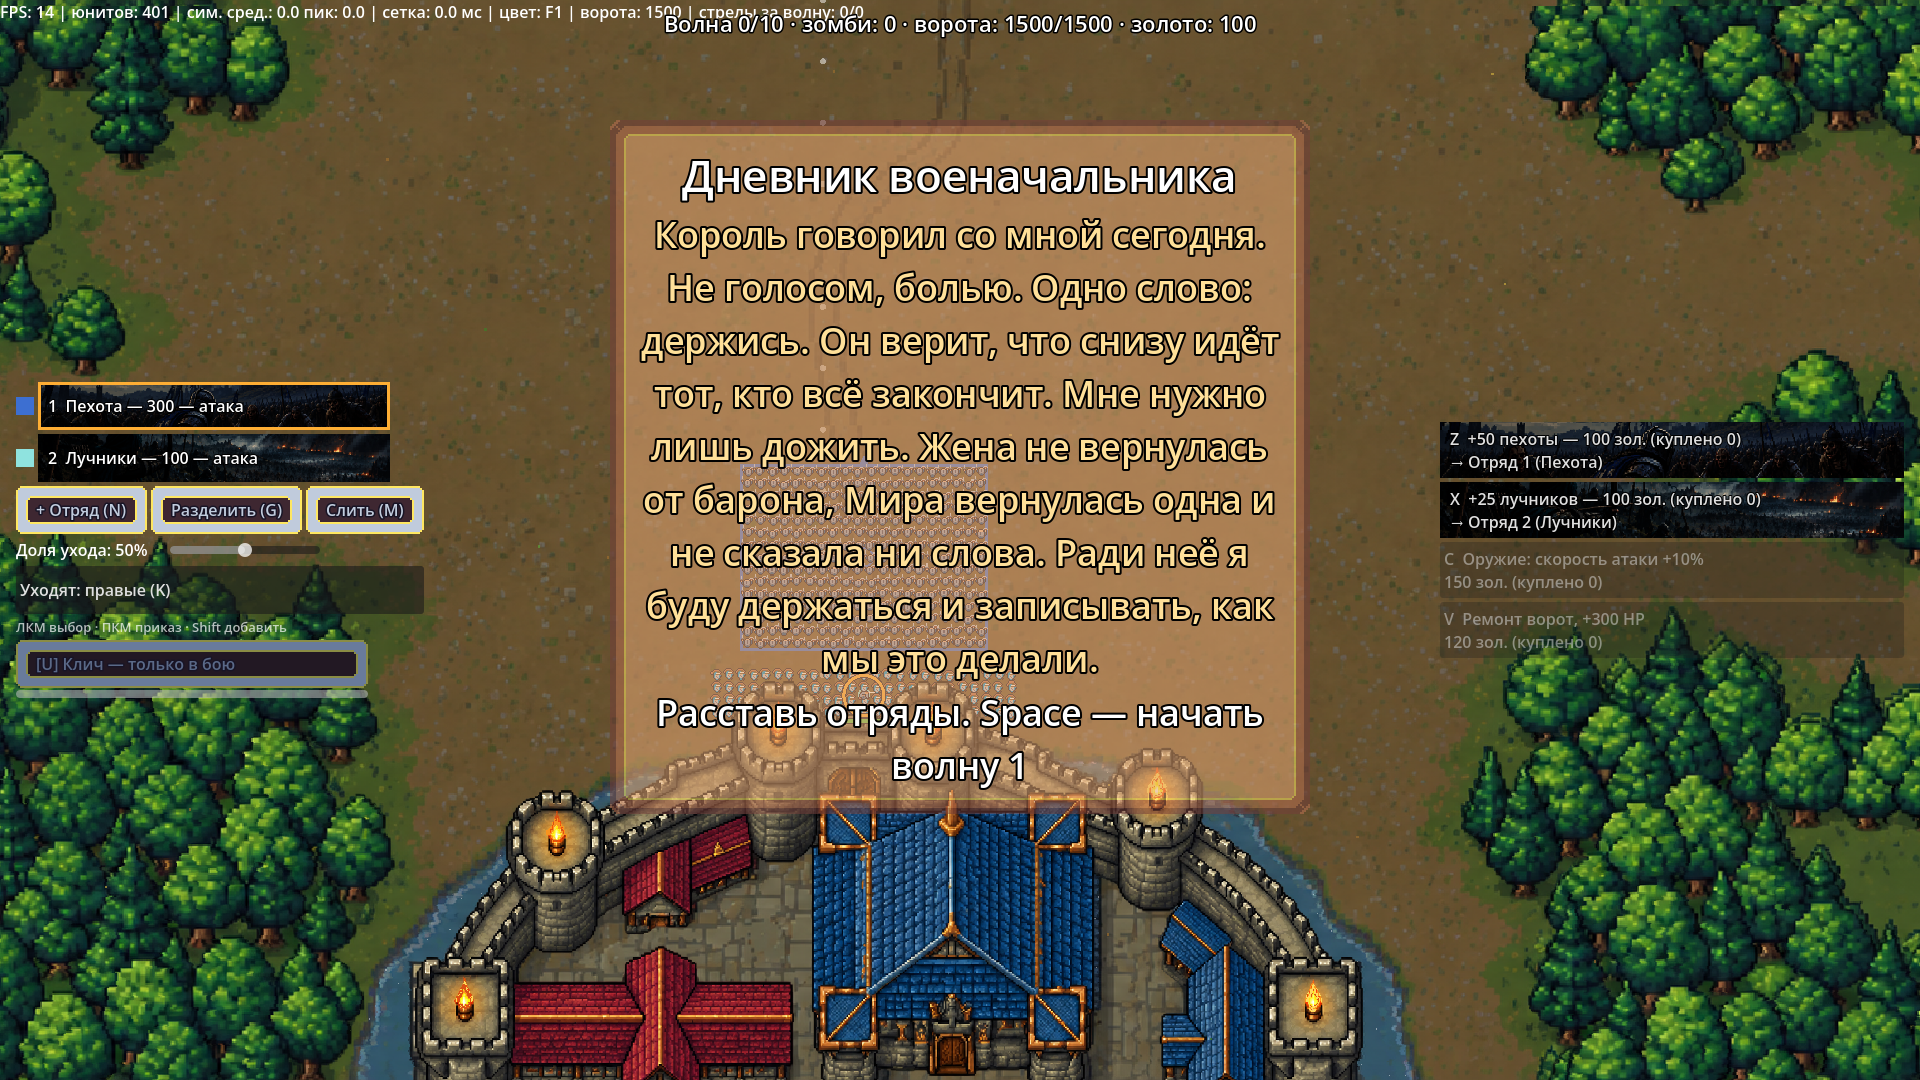 FPS: 14 | юнитов: 401 | сим. сред.: 0.0 пик: 0.0 | сетка: 0.0 мс | цвет: F1 | ворота: 1500 | стрелы за волну: 0/0
Волна 0/10 · зомби: 0 · ворота: 1500/1500 · золото: 100
Дневник военачальника
Король говорил со мной сегодня.
Не голосом, болью. Одно слово:
держись. Он верит, что снизу идёт
тот, кто всё закончит. Мне нужно
лишь дожить. Жена не вернулась
от барона, Мира вернулась одна и
не сказала ни слова. Ради неё я
буду держаться и записывать, как
мы это делали.
Расставь отряды. Space — начать
волну 1
1 Пехота — 300 — атака
2 Лучники — 100 — атака
+ Отряд (N)
Разделить (G)
Слить (M)
Доля ухода: 50%
Уходят: правые (K)
ЛКМ выбор · ПКМ приказ · Shift добавить
[U] Клич — только в бою
Z +50 пехоты — 100 зол. (куплено 0)
→ Отряд 1 (Пехота)
X +25 лучников — 100 зол. (куплено 0)
→ Отряд 2 (Лучники)
C Оружие: скорость атаки +10%
150 зол. (куплено 0)
V Ремонт ворот, +300 HP
120 зол. (куплено 0)